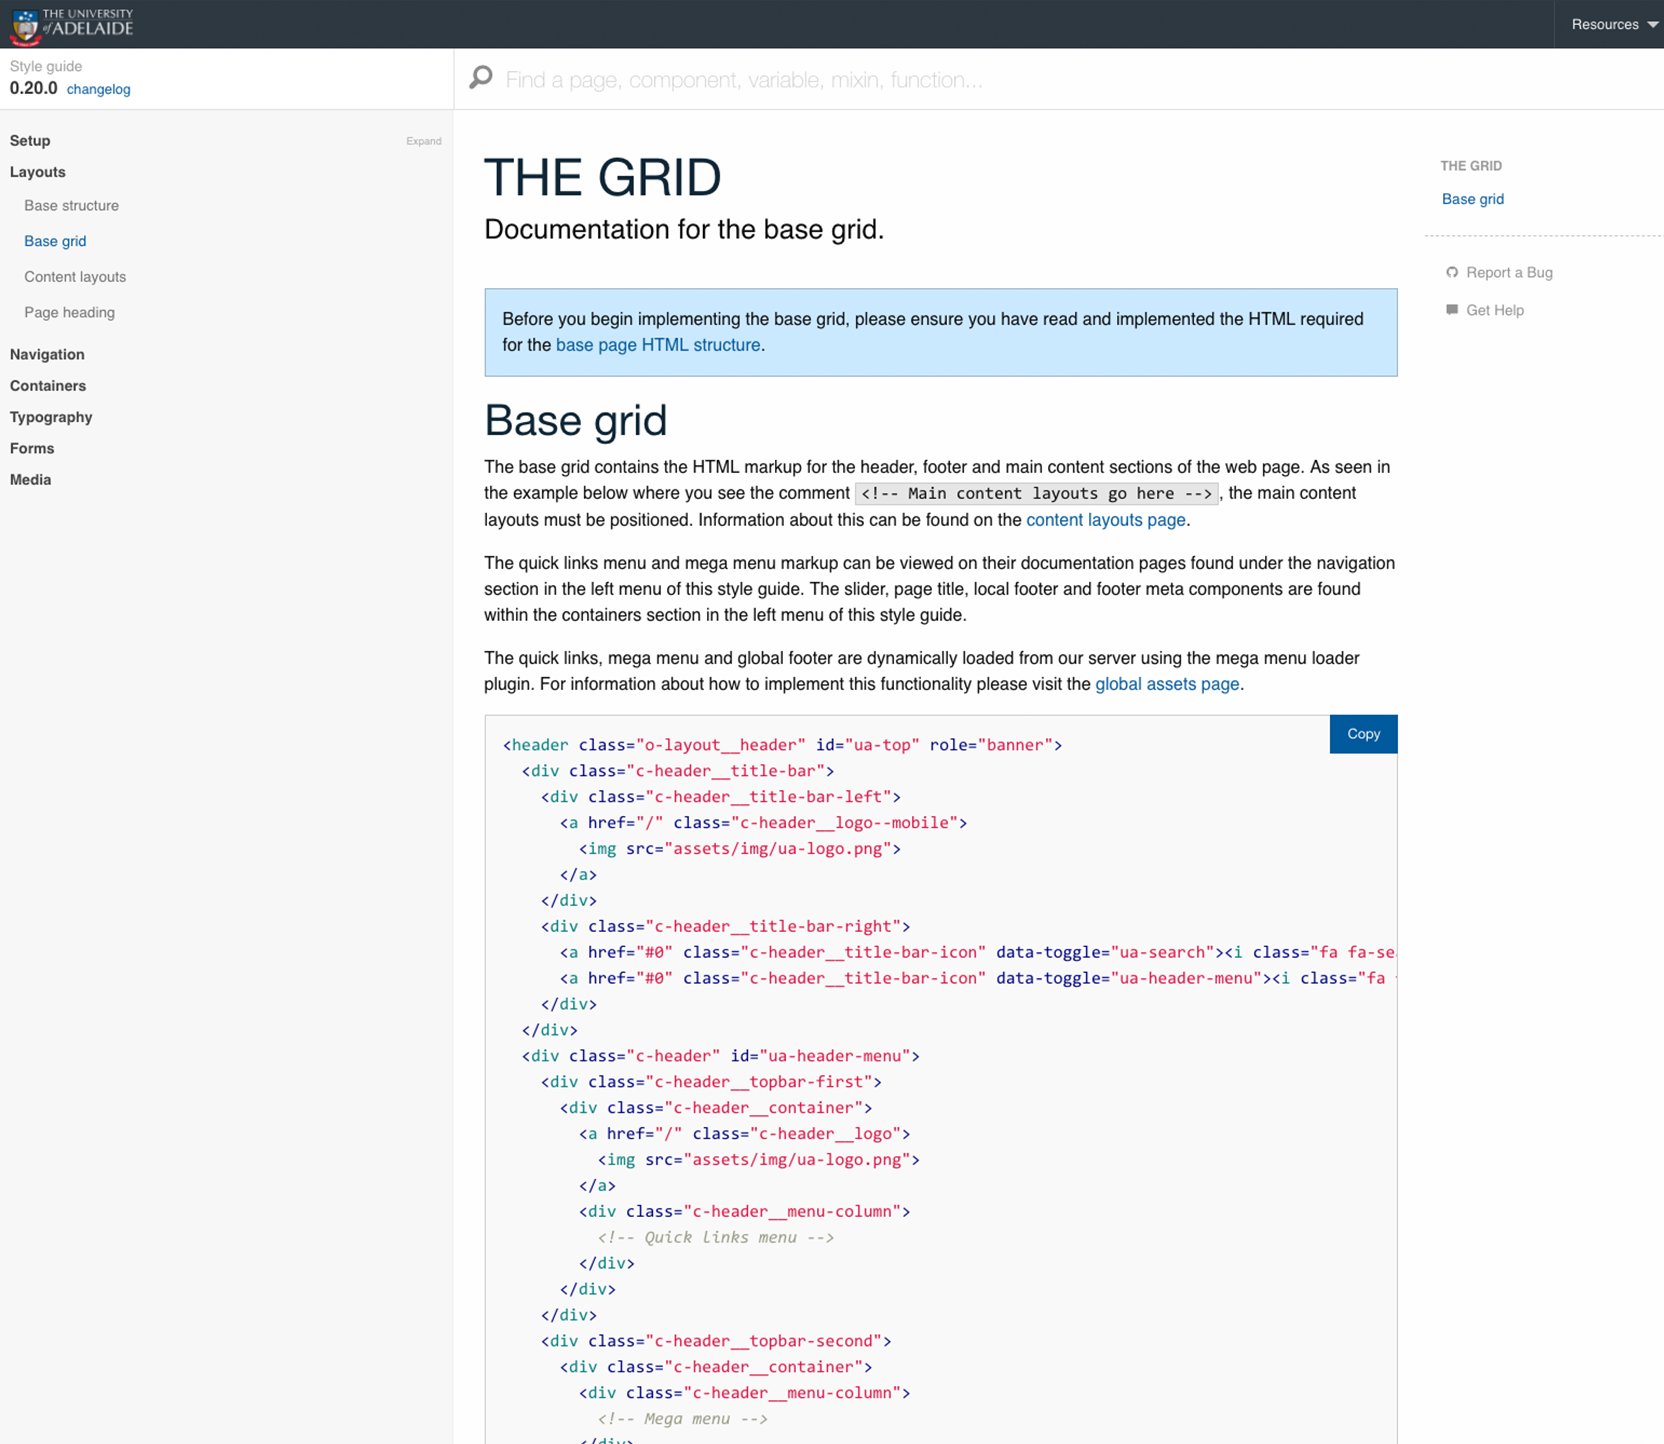 THE UNIVERSITY
of ADELAIDE
Resources
Style guide
0.20.0 changelog
Find a page, component, variable, mixin, function...
Setup
Expand
Layouts
Base structure
Base grid
Content layouts
Page heading
Navigation
Containers
Typography
Forms
Media
THE GRID
Documentation for the base grid.
Before you begin implementing the base grid, please ensure you have read and implemented the HTML required
for the base page HTML structure.
Base grid
The base grid contains the HTML markup for the header, footer and main content sections of the web page. As seen in
the example below where you see the comment <!-- Main content layouts go here -->, the main content
layouts must be positioned. Information about this can be found on the content layouts page.
The quick links menu and mega menu markup can be viewed on their documentation pages found under the navigation
section in the left menu of this style guide. The slider, page title, local footer and footer meta components are found
within the containers section in the left menu of this style guide.
The quick links, mega menu and global footer are dynamically loaded from our server using the mega menu loader
plugin. For information about how to implement this functionality please visit the global assets page.
Copy
<header class="o-layout__header" id="ua-top" role="banner">
<div class="c-header__title-bar">
<div class="c-header__title-bar-left">
<a href="/" class="c-header__logo--mobile">
<img src="assets/img/ua-logo.png">
</a>
</div>
<div class="c-header__title-bar-right">
<a href="#0" class="c-header__title-bar-icon" data-toggle="ua-search"><i class="fa fa-se
<a href="#0" class="c-header__title-bar-icon" data-toggle="ua-header-menu"><i class="fa
</div>
</div>
<div class="c-header" id="ua-header-menu">
<div class="c-header__topbar-first">
<div class="c-header__container">
<a href="/" class="c-header__logo">
<img src="assets/img/ua-logo.png">
</a>
<div class="c-header__menu-column">
<!-- Quick links menu -->
</div>
</div>
</div>
<div class="c-header__topbar-second">
<div class="c-header__container">
<div class="c-header__menu-column">
<!-- Mega menu -->
</div>
THE GRID
Base grid
Report a Bug
Get Help